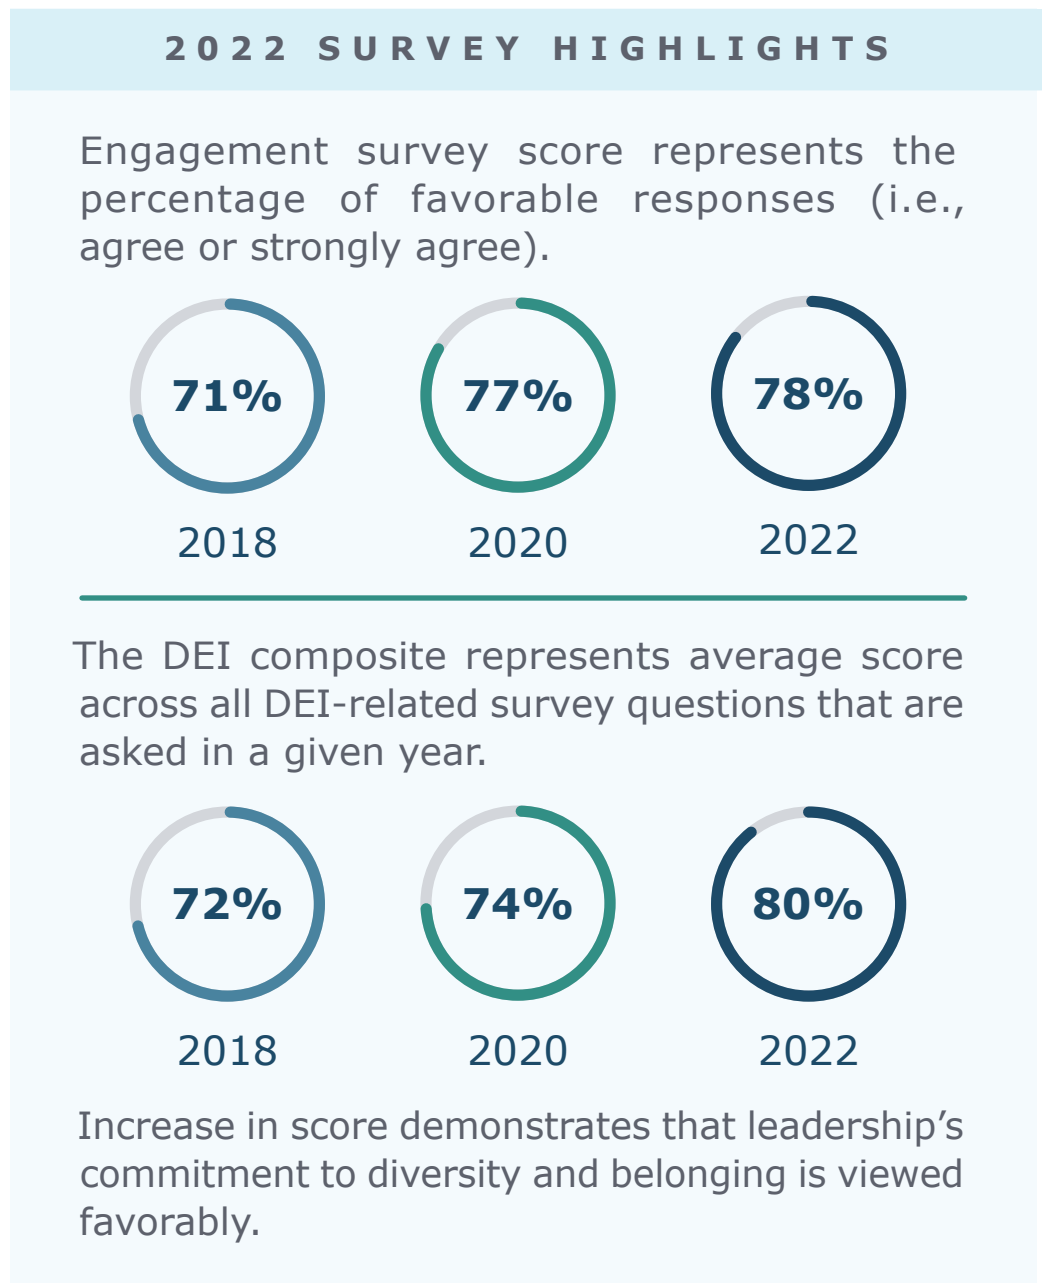 2022 SURVEY HIGHLIGHTS
Engagement survey score represents the
percentage of favorable responses (i.e.,
agree or strongly agree).
71% 77% 78%
2018 2020 2022
The DEI composite represents average score
across all DEI-related survey questions that are
asked in a given year.
72% 74% 80%
2018 2020 2022
Increase in score demonstrates that leadership’s
commitment to diversity and belonging is viewed
favorably.